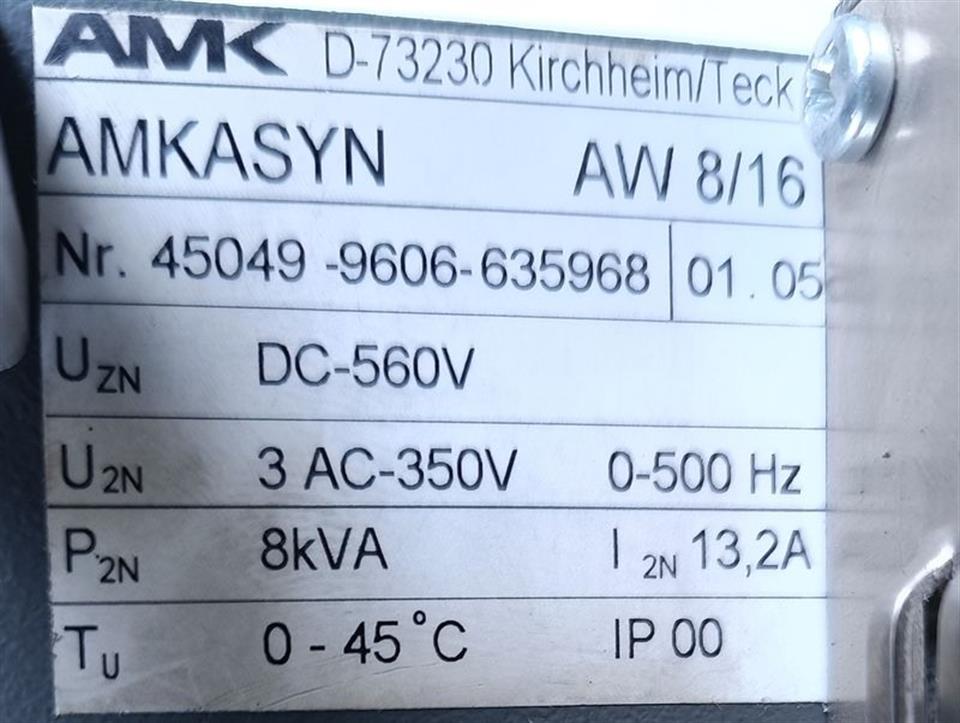 AMK D-73230 Kirchheim/Teck
AMKASYN AW 8/16
Nr. 45049 -9606-635968 01.05
UZN DC-560V
U2N 3 AC-350V 0-500 Hz
P2N 8kVA I 2N 13,2A
TU 0 - 45°C IP 00